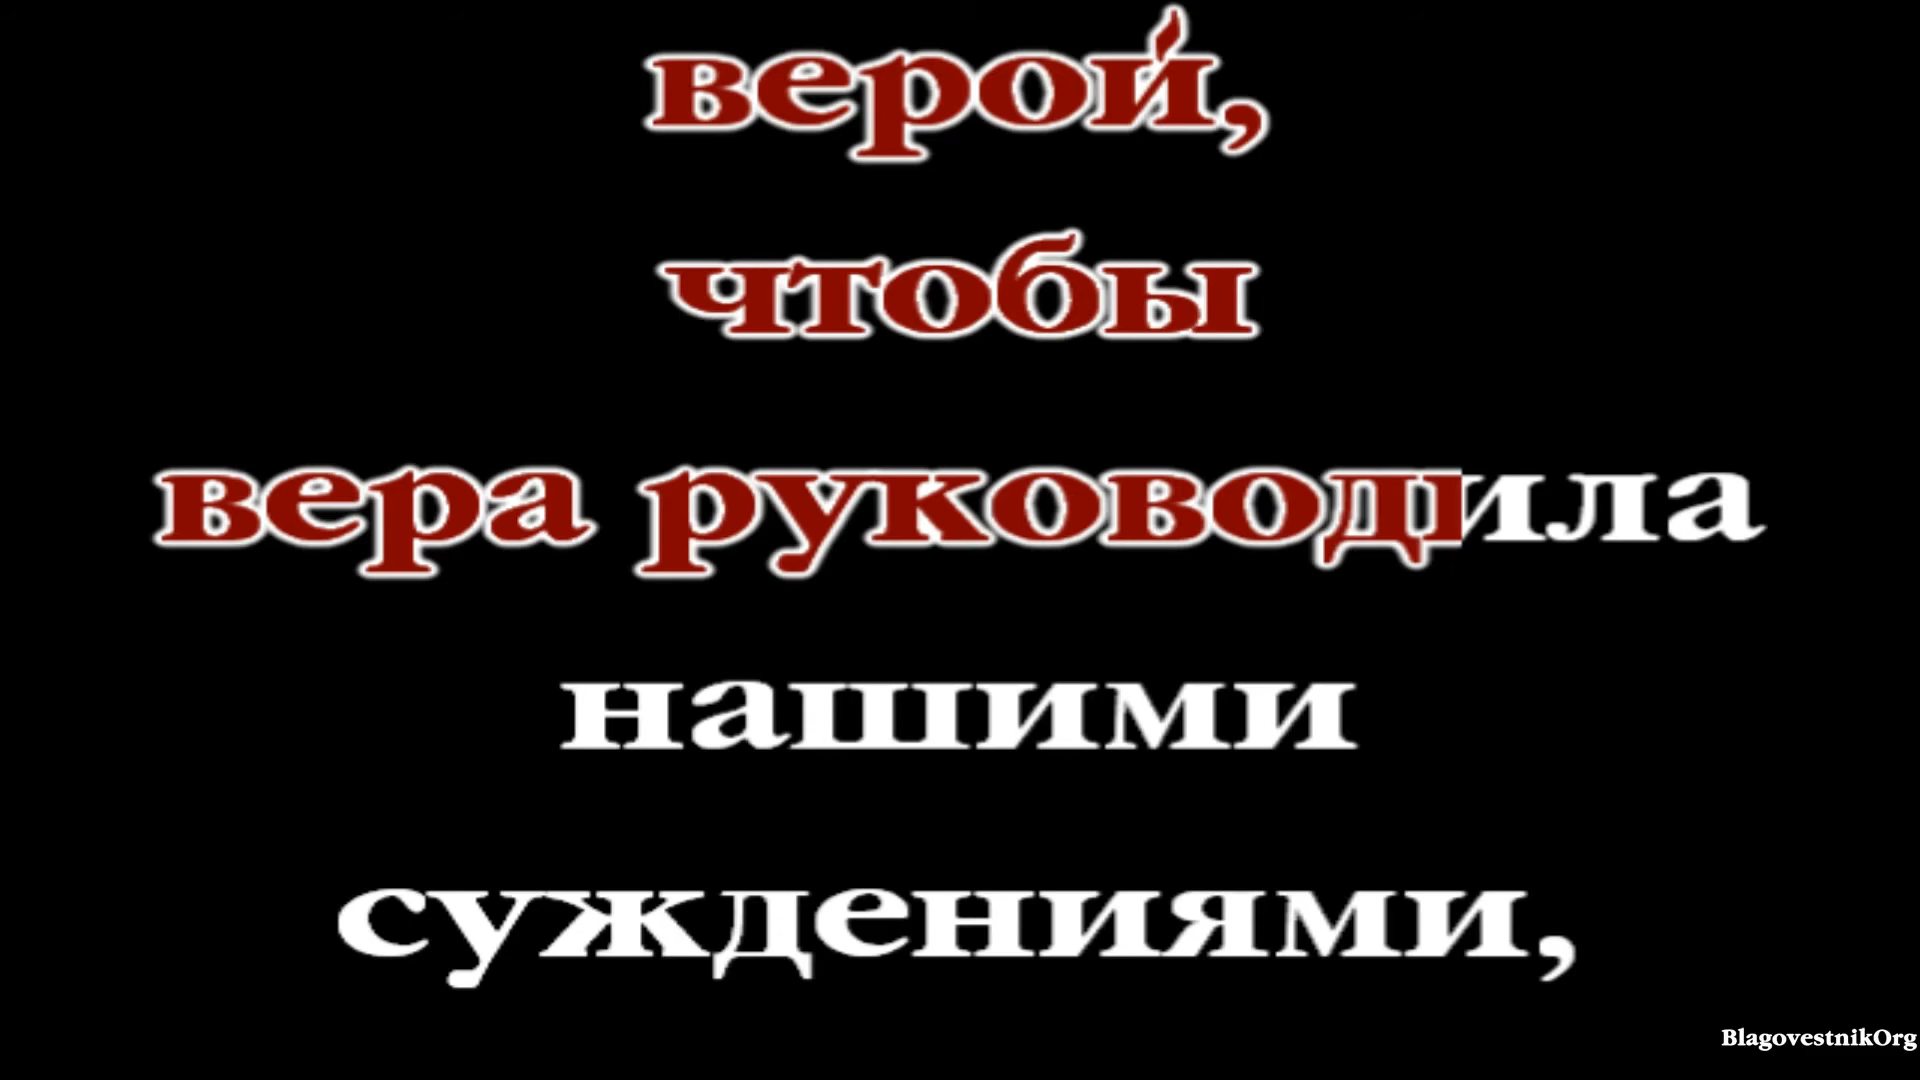 верой,
чтобы
вера руководила
нашими
суждениями,
BlagovestnikOrg